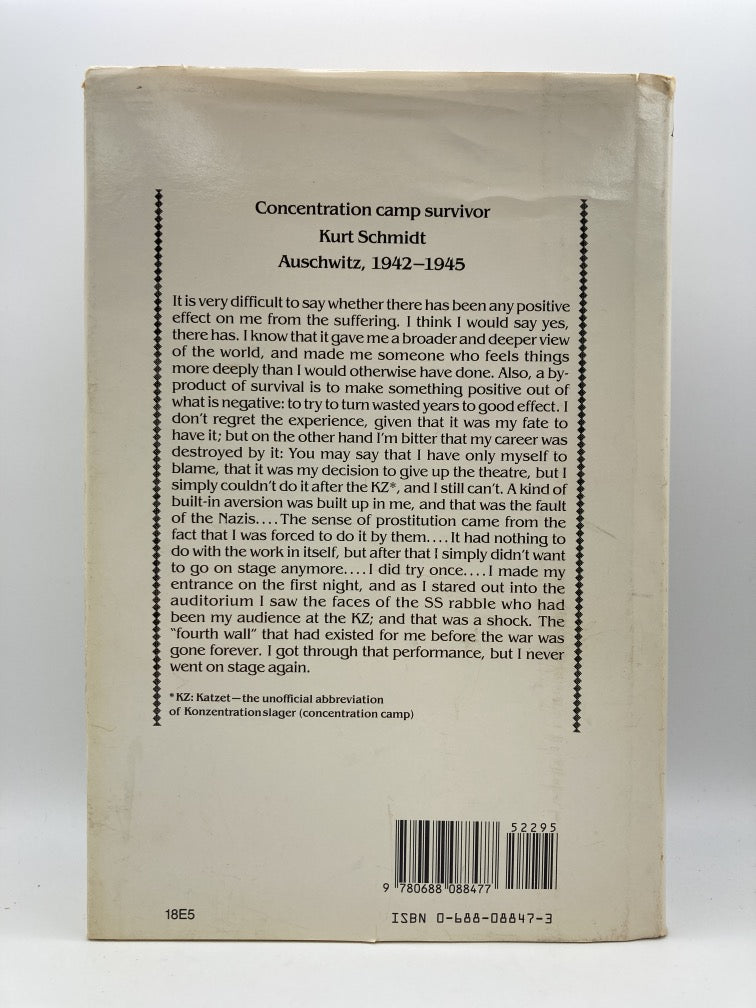 Concentration camp survivor
Kurt Schmidt
Auschwitz, 1942–1945
It is very difficult to say whether there has been any positive
effect on me from the suffering. I think I would say yes,
there has. I know that it gave me a broader and deeper view
of the world, and made me someone who feels things
more deeply than I would otherwise have done. Also, a by-
product of survival is to make something positive out of
what is negative: to try to turn wasted years to good effect. I
don't regret the experience, given that it was my fate to
have it; but on the other hand I'm bitter that my career was
destroyed by it: You may say that I have only myself to
blame, that it was my decision to give up the theatre, but I
simply couldn't do it after the KZ*, and I still can't. A kind of
built-in aversion was built up in me, and that was the fault
of the Nazis.... The sense of prostitution came from the
fact that I was forced to do it by them.... It had nothing to
do with the work in itself, but after that I simply didn't want
to go on stage anymore.... I did try once.... I made my
entrance on the first night, and as I stared out into the
auditorium I saw the faces of the SS rabble who had
been my audience at the KZ; and that was a shock. The
"fourth wall" that had existed for me before the war was
gone forever. I got through that performance, but I never
went on stage again.
*KZ: Katzet—the unofficial abbreviation
of Konzentrationslager (concentration camp)
52295
9 780688 088477
18E5
ISBN 0-688-08847-3